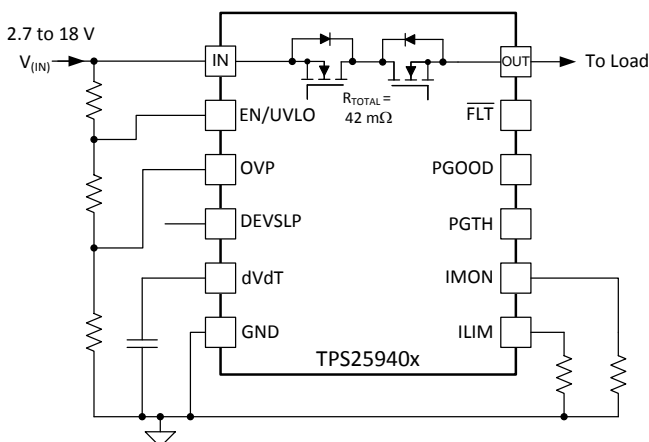 2.7 to 18 V
V(IN)
IN
OUT
To Load
RTOTAL =
42 mΩ
EN/UVLO
FLT
OVP
PGOOD
DEVSLP
PGTH
dVdT
IMON
GND
ILIM
TPS25940x